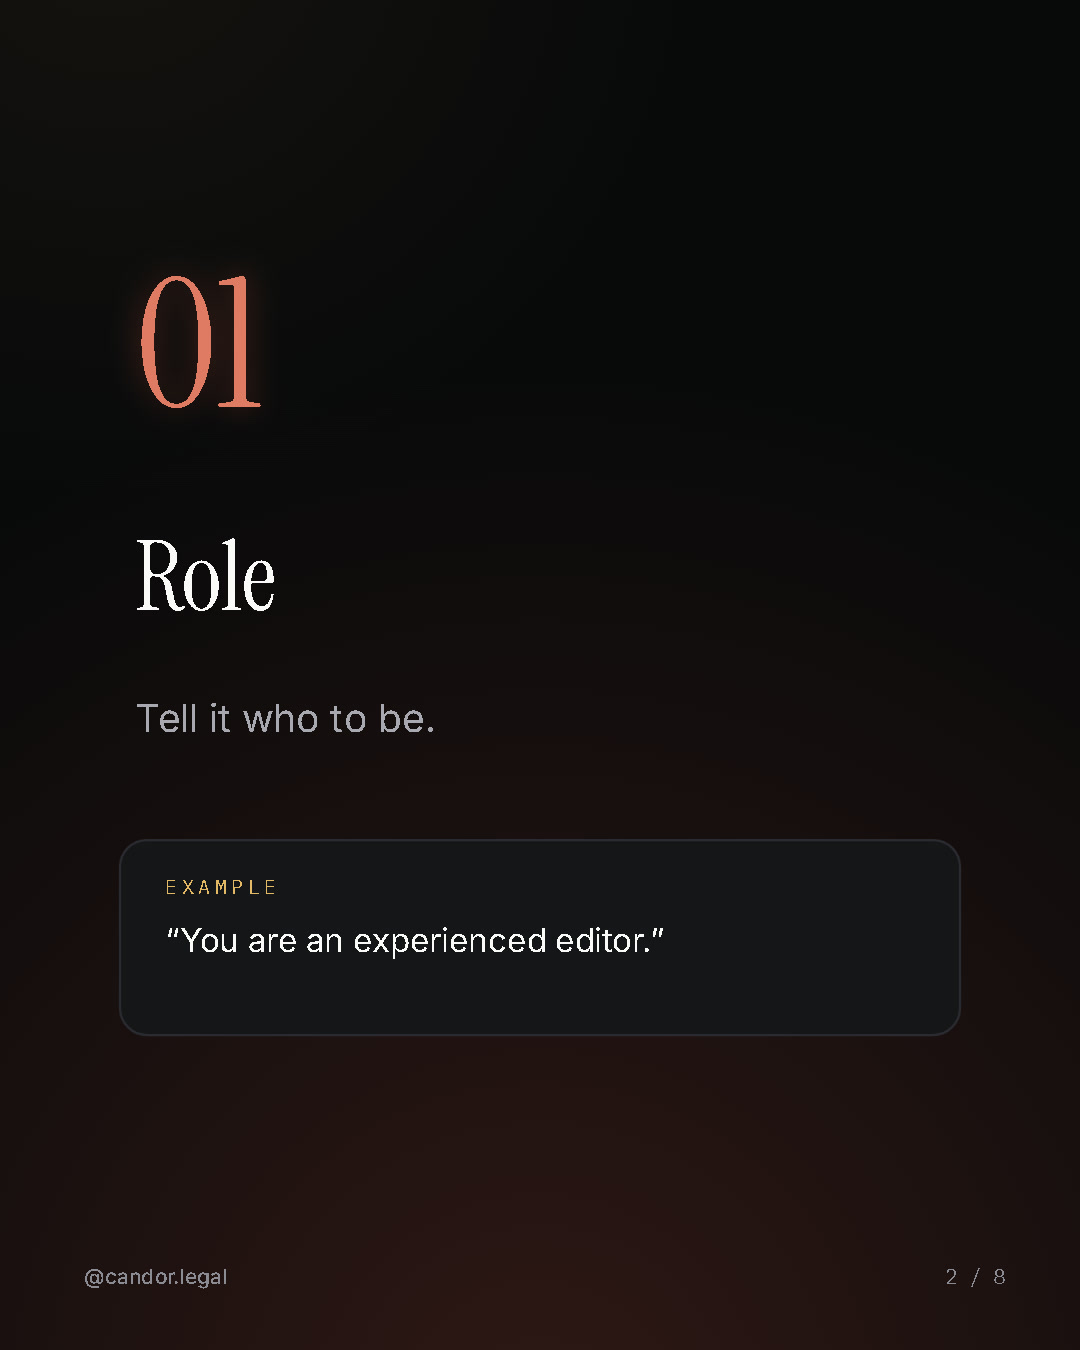 01
Role
Tell it who to be.
EXAMPLE
“You are an experienced editor.”
@candor.legal
2 / 8